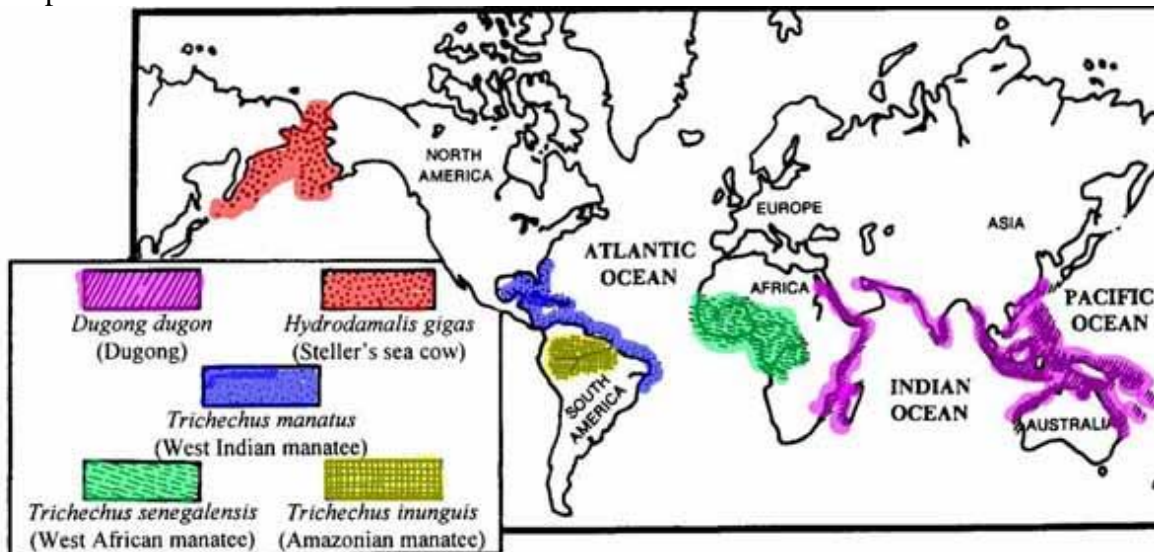 NORTH
AMERICA
EUROPE
ASIA
ATLANTIC
OCEAN
AFRICA
PACIFIC
OCEAN
INDIAN
OCEAN
SOUTH
AMERICA
AUSTRALIA
Dugong dugon
(Dugong)
Hydrodamalis gigas
(Steller's sea cow)
Trichechus manatus
(West Indian manatee)
Trichechus senegalensis
(West African manatee)
Trichechus inunguis
(Amazonian manatee)